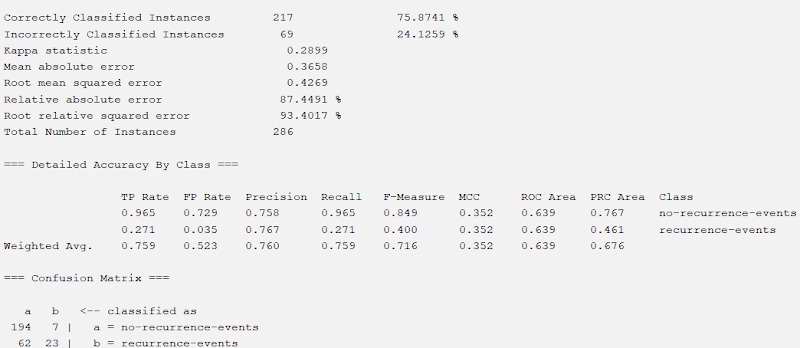 Correctly Classified Instances 217 75.8741 %
Incorrectly Classified Instances 69 24.1259 %
Kappa statistic 0.2899
Mean absolute error 0.3658
Root mean squared error 0.4269
Relative absolute error 87.4491 %
Root relative squared error 93.4017 %
Total Number of Instances 286
=== Detailed Accuracy By Class ===
TP Rate FP Rate Precision Recall F-Measure MCC ROC Area PRC Area Class
0.965 0.729 0.758 0.965 0.849 0.352 0.639 0.767 no-recurrence-events
0.271 0.035 0.767 0.271 0.400 0.352 0.639 0.461 recurrence-events
Weighted Avg. 0.759 0.523 0.760 0.759 0.716 0.352 0.639 0.676
=== Confusion Matrix ===
a b <-- classified as
194 7 | a = no-recurrence-events
62 23 | b = recurrence-events